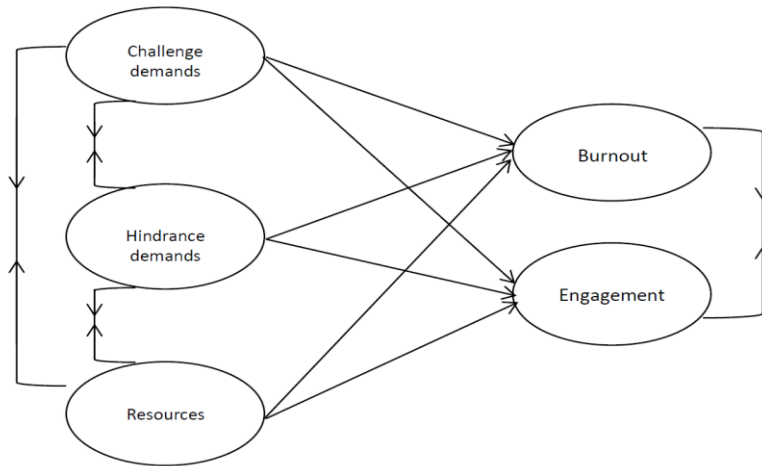 Challenge
demands
Burnout
Hindrance
demands
Engagement
Resources